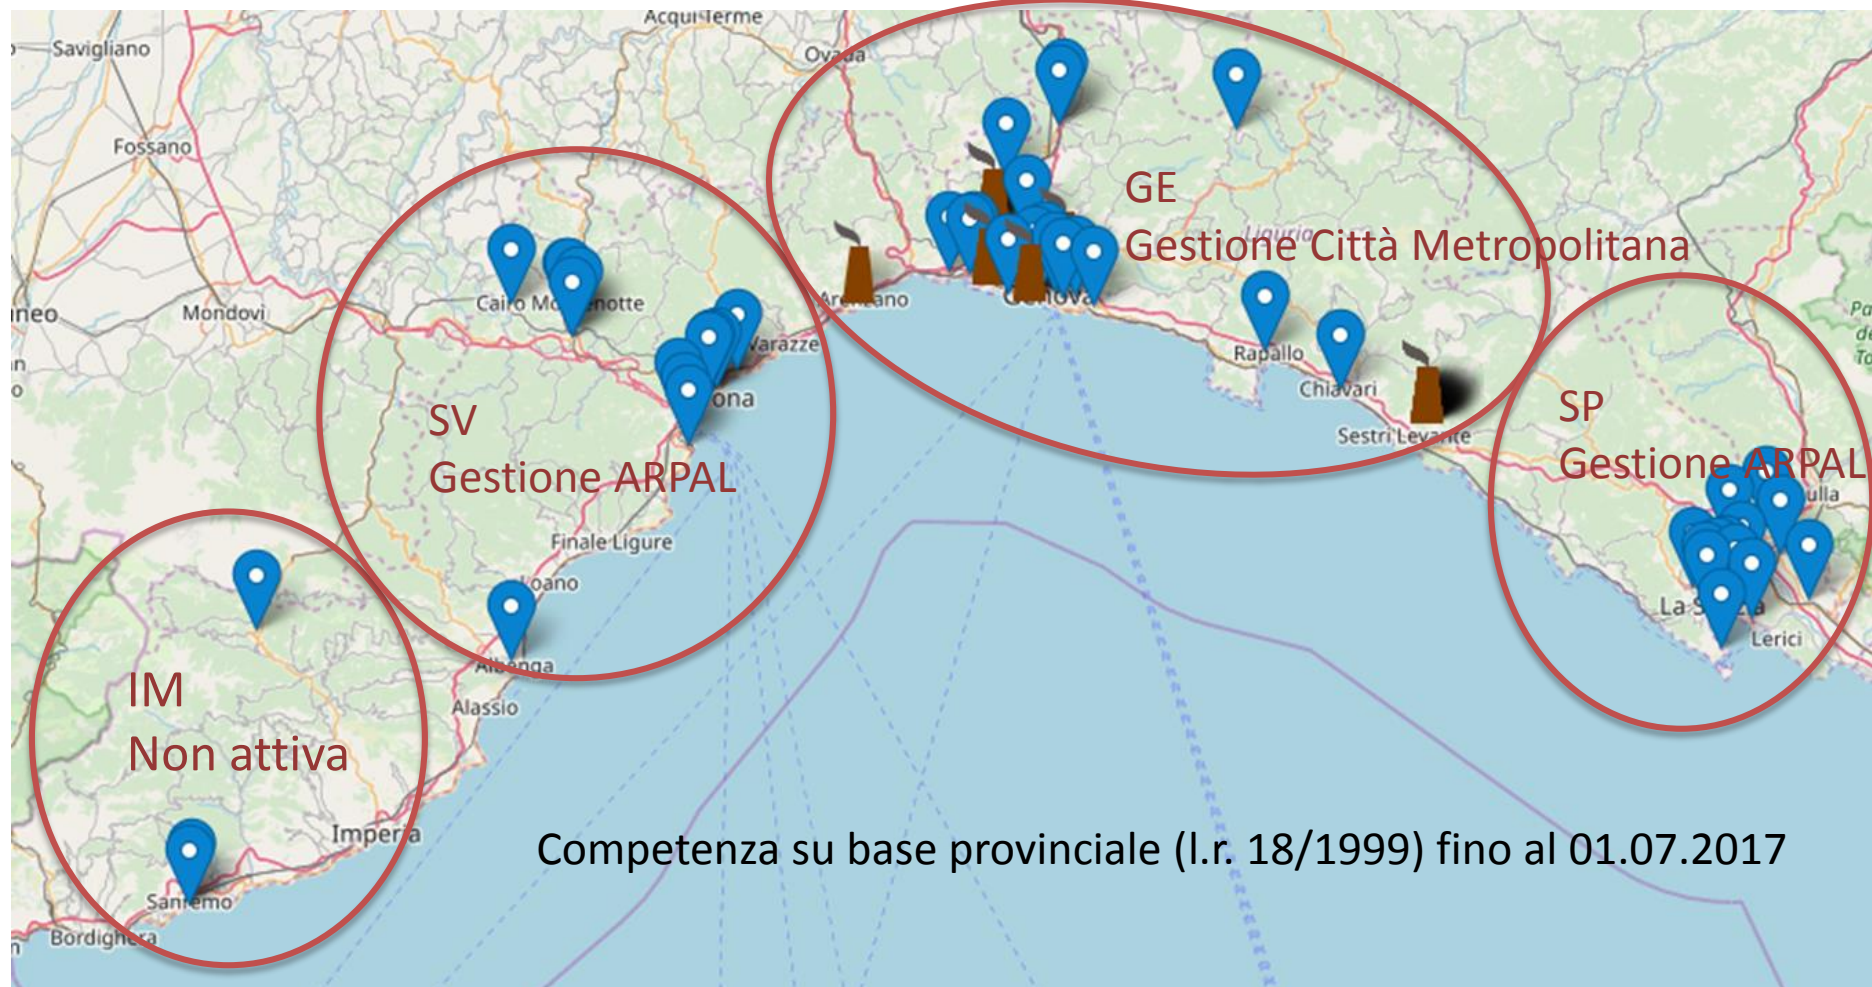 Acqui Terme
Savigliano
Ovada
Fossano
GE
Liguria
Gestione Città Metropolitana
Cairo Montenotte
Arenzano
Genova
Mondovì
Varazze
Rapallo
Chiavari
SV
SP
Sestri Levante
Gestione ARPAL
Gestione ARPAL
Finale Ligure
Loano
La Spezia
Lerici
Albenga
IM
Alassio
Non attiva
Imperia
Competenza su base provinciale (l.r. 18/1999) fino al 01.07.2017
Sanremo
Bordighera